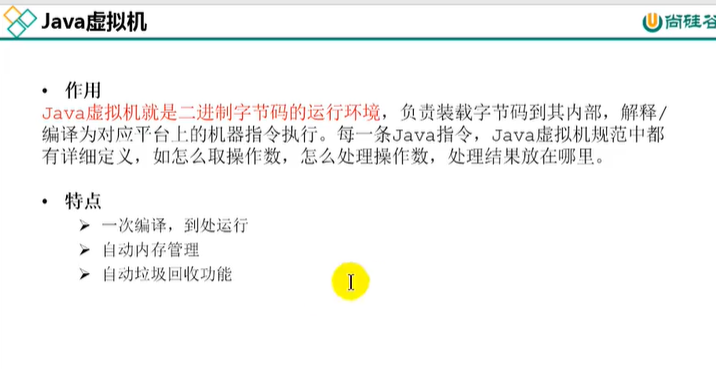 Java虚拟机
尚硅谷
• 作用
Java虚拟机就是二进制字节码的运行环境，负责装载字节码到其内部，解释/
编译为对应平台上的机器指令执行。每一条Java指令，Java虚拟机规范中都
有详细定义，如怎么取操作数，怎么处理操作数，处理结果放在哪里。
• 特点
➢ 一次编译，到处运行
➢ 自动内存管理
➢ 自动垃圾回收功能